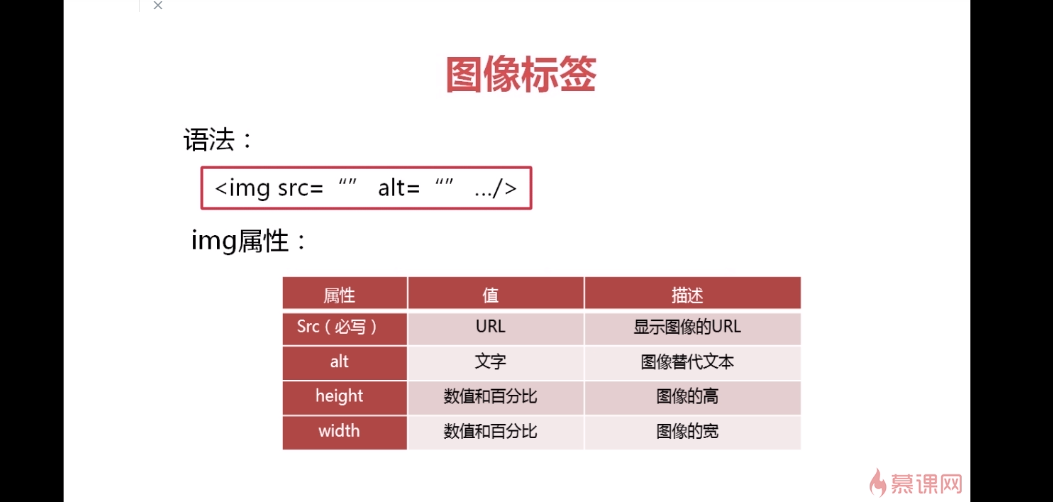 图像标签
语法：
<img src= “” alt= “” .../>
img属性：
属性 值 描述
Src（必写） URL 显示图像的URL
alt 文字 图像替代文本
height 数值和百分比 图像的高
width 数值和百分比 图像的宽
慕课网